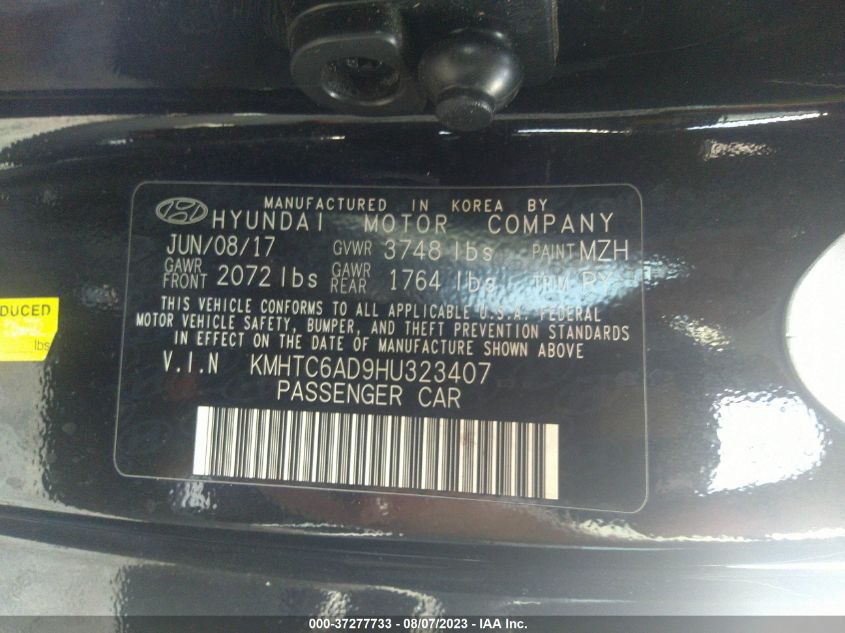 MANUFACTURED IN KOREA BY
HYUNDAI MOTOR COMPANY
JUN/08/17 GVWR 3748 lbs PAINT MZH
GAWR FRONT 2072 lbs GAWR REAR 1764 lbs TRIM RY
THIS VEHICLE CONFORMS TO ALL APPLICABLE U.S.A. FEDERAL
MOTOR VEHICLE SAFETY, BUMPER, AND THEFT PREVENTION STANDARDS
IN EFFECT ON THE DATE OF MANUFACTURE SHOWN ABOVE
V.I.N KMHTC6AD9HU323407
PASSENGER CAR
DUCED
lbs
000-37277733 - 08/07/2023 - IAA Inc.